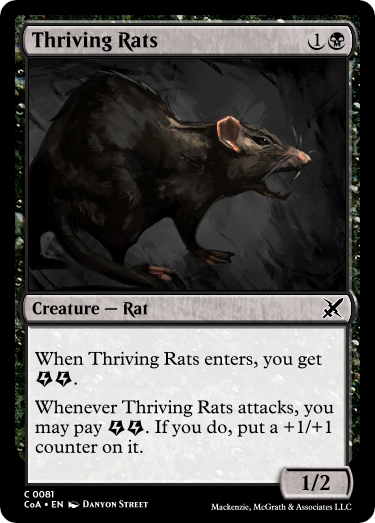 Thriving Rats 1
Creature — Rat
When Thriving Rats enters, you get
.
Whenever Thriving Rats attacks, you
may pay . If you do, put a +1/+1
counter on it.
1/2
C 0081
CoA • EN Danyon Street
Mackenzie, McGrath & Associates LLC